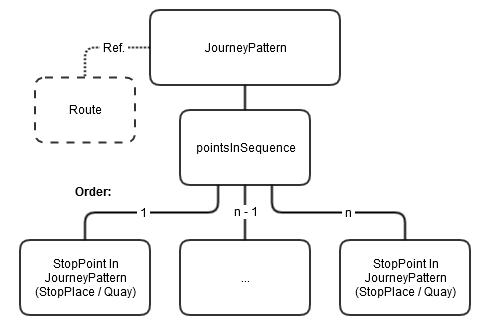 JourneyPattern
Ref.
Route
pointsInSequence
Order:
1
n - 1
n
StopPoint In
JourneyPattern
(StopPlace / Quay)
...
StopPoint In
JourneyPattern
(StopPlace / Quay)